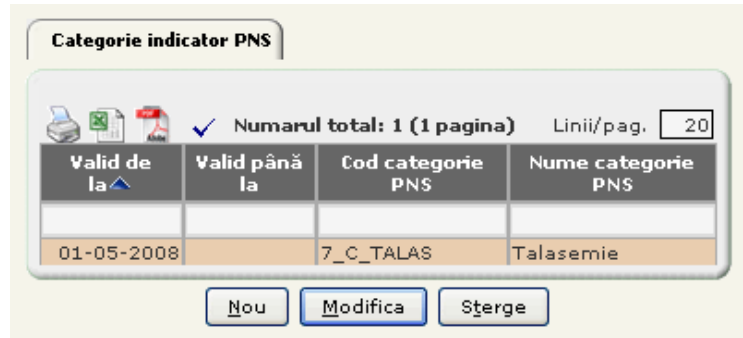 Categorie indicator PNS
Numarul total: 1 (1 pagina) Linii/pag. 20
Valid de la Valid până la Cod categorie PNS Nume categorie PNS
01-05-2008 7_C_TALAS Talasemie
Nou Modifica Sterge